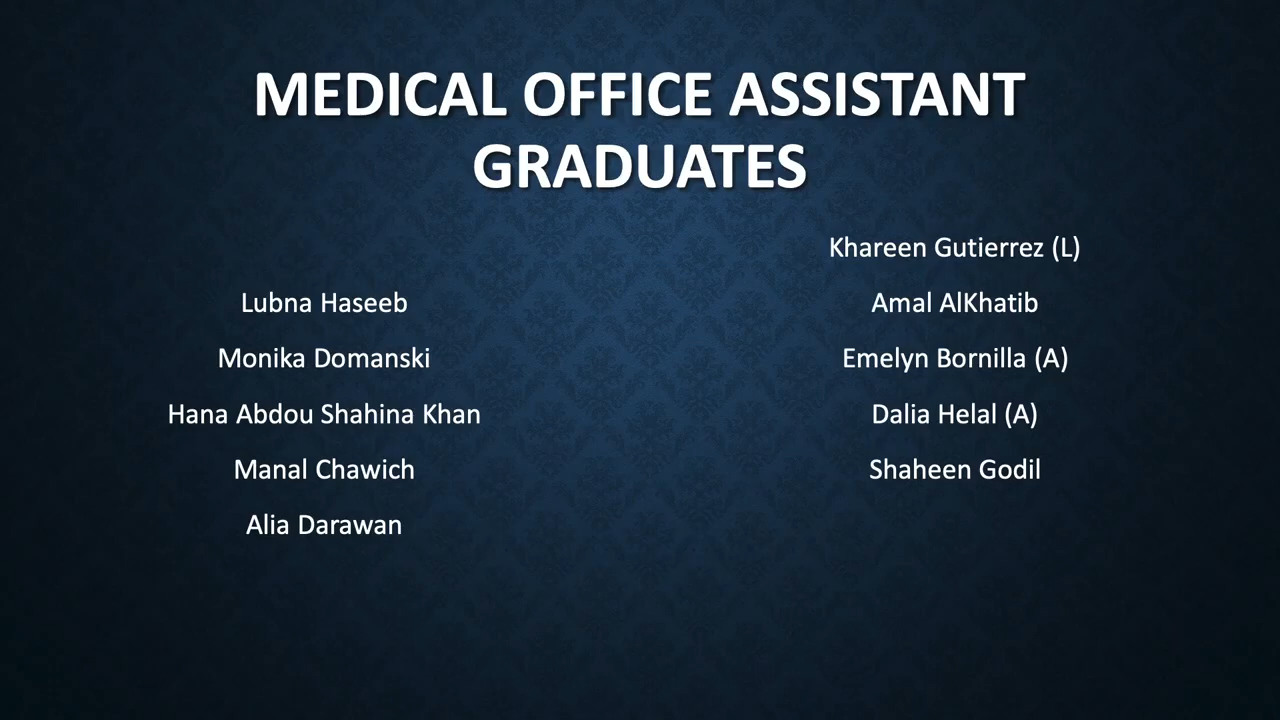 MEDICAL OFFICE ASSISTANT
GRADUATES
Lubna Haseeb
Monika Domanski
Hana Abdou Shahina Khan
Manal Chawich
Alia Darawan
Khareen Gutierrez (L)
Amal AlKhatib
Emelyn Bornilla (A)
Dalia Helal (A)
Shaheen Godil